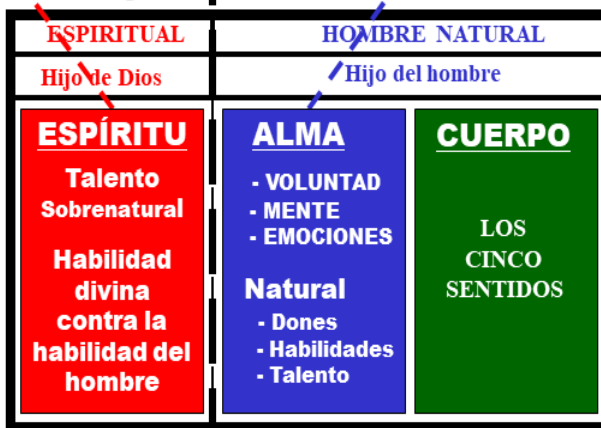 ESPIRITUAL
HOMBRE NATURAL
Hijo de Dios
Hijo del hombre
ESPÍRITU
Talento
Sobrenatural
Habilidad
divina
contra la
habilidad del
hombre
ALMA
- VOLUNTAD
- MENTE
- EMOCIONES
Natural
- Dones
- Habilidades
- Talento
CUERPO
LOS
CINCO
SENTIDOS